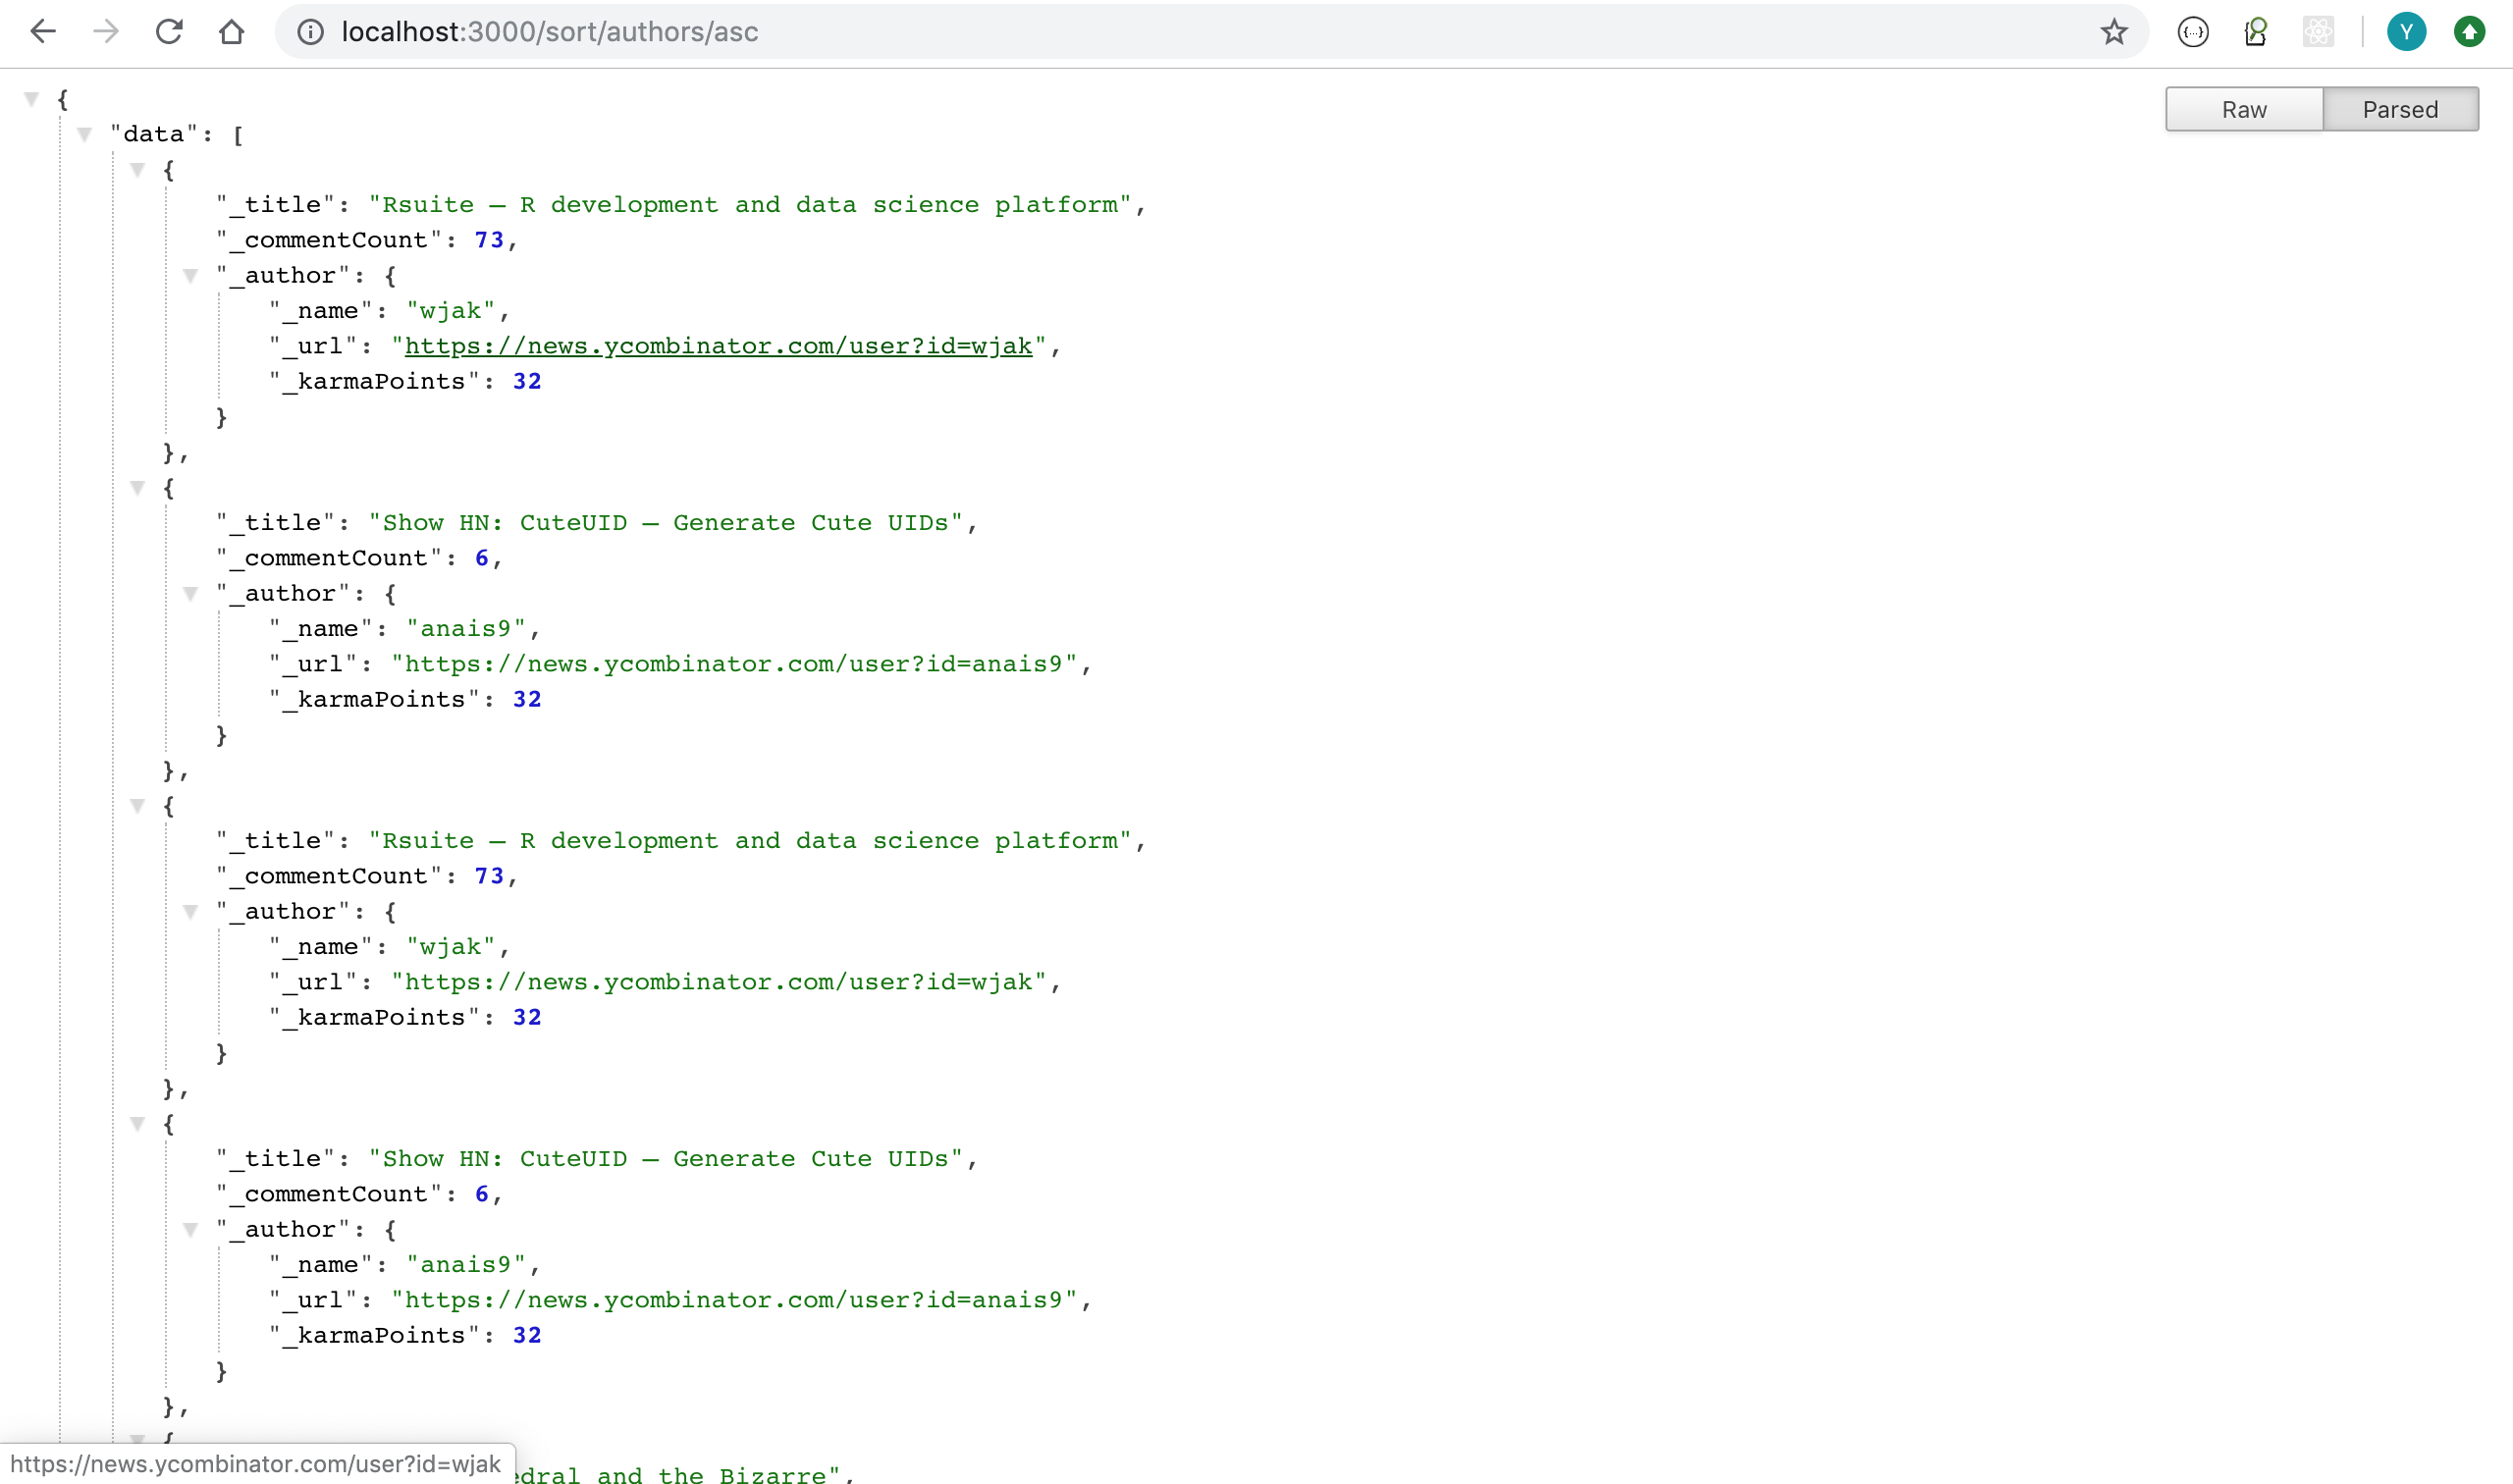 localhost:3000/sort/authors/asc
Y
Raw Parsed
{
"data": [
{
"_title": "Rsuite – R development and data science platform",
"_commentCount": 73,
"_author": {
"_name": "wjak",
"_url": "https://news.ycombinator.com/user?id=wjak",
"_karmaPoints": 32
}
},
{
"_title": "Show HN: CuteUID – Generate Cute UIDs",
"_commentCount": 6,
"_author": {
"_name": "anais9",
"_url": "https://news.ycombinator.com/user?id=anais9",
"_karmaPoints": 32
}
},
{
"_title": "Rsuite – R development and data science platform",
"_commentCount": 73,
"_author": {
"_name": "wjak",
"_url": "https://news.ycombinator.com/user?id=wjak",
"_karmaPoints": 32
}
},
{
"_title": "Show HN: CuteUID – Generate Cute UIDs",
"_commentCount": 6,
"_author": {
"_name": "anais9",
"_url": "https://news.ycombinator.com/user?id=anais9",
"_karmaPoints": 32
}
},
{
https://news.ycombinator.com/user?id=wjak
edral and the Bizarre",